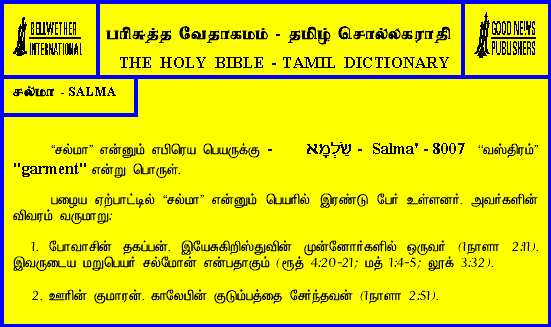 BELLWETHER
INTERNATIONAL
பரிசுத்த வேதாகமம் - தமிழ் சொல்லகராதி
THE HOLY BIBLE - TAMIL DICTIONARY
GOOD NEWS
PUBLISHERS
சல்மா - SALMA
“சல்மா” என்னும் எபிரெய பெயருக்கு - שַׂלְמָא - Salma' - 8007 “வஸ்திரம்”
"garment" என்று பொருள்.
பழைய ஏற்பாட்டில் “சல்மா” என்னும் பெயரில் இரண்டு பேர் உள்ளனர். அவர்களின்
விவரம் வருமாறு:
1. போவாசின் தகப்பன். இயேசுகிறிஸ்துவின் முன்னோர்களில் ஒருவர் (1நாளா 2:11).
இவருடைய மறுபெயர் சல்மோன் என்பதாகும் (ரூத் 4:20-21; மத் 1:4-5; லூக் 3:32).
2. ஊரின் குமாரன். காலேபின் குடும்பத்தை சேர்ந்தவன் (1நாளா 2:51).